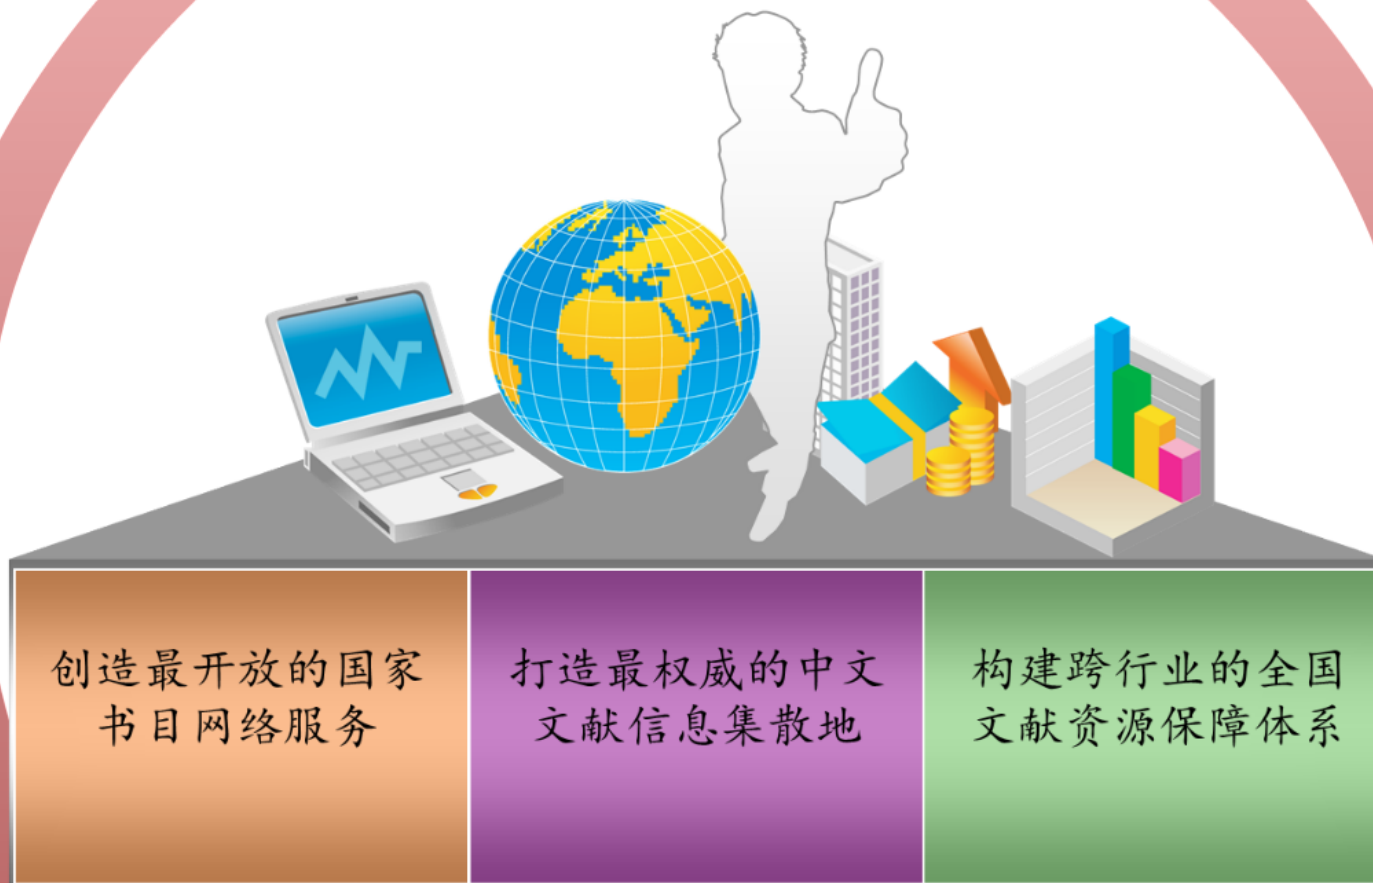 创造最开放的国家
书目网络服务
打造最权威的中文
文献信息集散地
构建跨行业的全国
文献资源保障体系